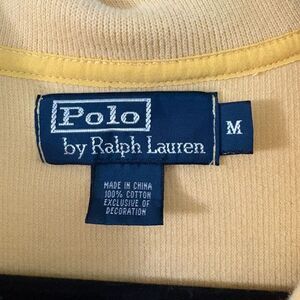 Polo
by Ralph Lauren
M
MADE IN CHINA
100% COTTON
EXCLUSIVE OF
DECORATION